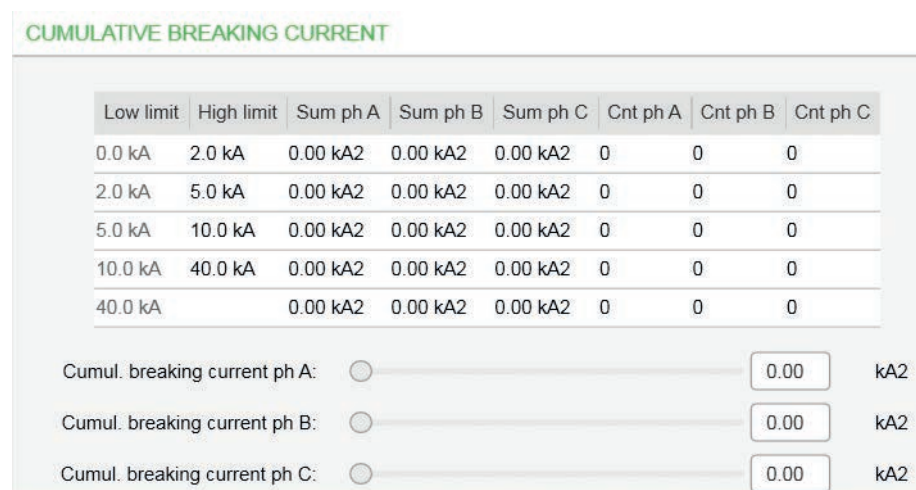 CUMULATIVE BREAKING CURRENT
Low limit High limit Sum ph A Sum ph B Sum ph C Cnt ph A Cnt ph B Cnt ph C
0.0 kA 2.0 kA 0.00 kA2 0.00 kA2 0.00 kA2 0 0 0
2.0 kA 5.0 kA 0.00 kA2 0.00 kA2 0.00 kA2 0 0 0
5.0 kA 10.0 kA 0.00 kA2 0.00 kA2 0.00 kA2 0 0 0
10.0 kA 40.0 kA 0.00 kA2 0.00 kA2 0.00 kA2 0 0 0
40.0 kA 0.00 kA2 0.00 kA2 0.00 kA2 0 0 0
Cumul. breaking current ph A: 0.00 kA2
Cumul. breaking current ph B: 0.00 kA2
Cumul. breaking current ph C: 0.00 kA2